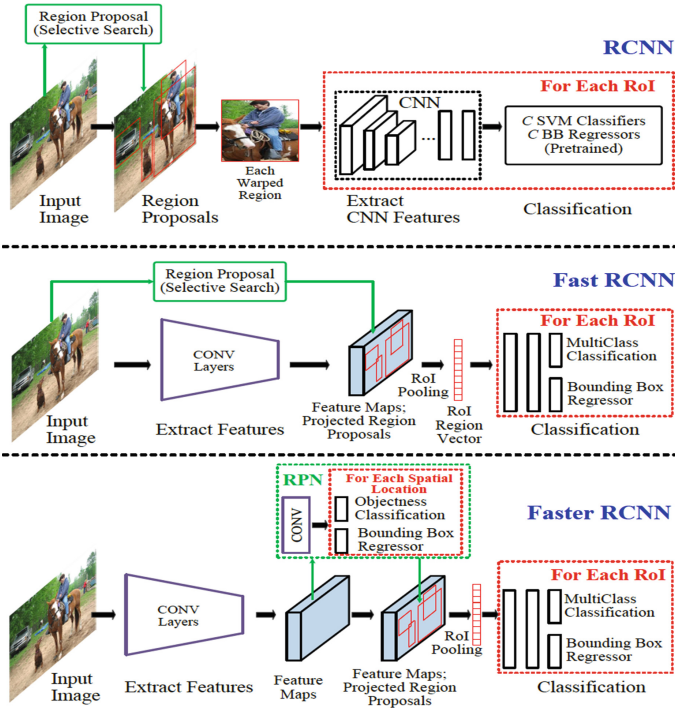 Region Proposal
(Selective Search)
RCNN
For Each RoI
CNN
C SVM Classifiers
C BB Regressors
(Pretrained)
Each
Warped
Region
Input
Image
Region
Proposals
Extract
CNN Features
Classification
Region Proposal
(Selective Search)
Fast RCNN
For Each RoI
CONV
Layers
MultiClass
Classification
Bounding Box
Regressor
RoI
Pooling
Input
Image
Extract Features
Feature Maps;
Projected Region
Proposals
RoI
Region
Vector
Classification
RPN
For Each Spatial
Location
CONV
Objectness
Classification
Bounding Box
Regressor
Faster RCNN
For Each RoI
CONV
Layers
MultiClass
Classification
Bounding Box
Regressor
RoI
Pooling
Input
Image
Extract Features
Feature
Maps
Feature Maps;
Projected Region
Proposals
Classification